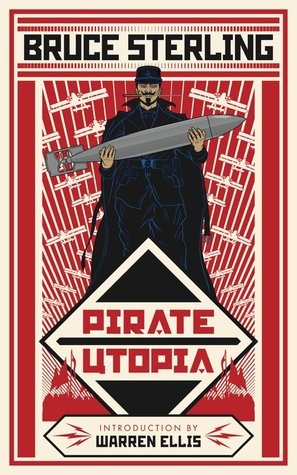 BRUCE STERLING
PIRATE
UTOPIA
INTRODUCTION BY
WARREN ELLIS